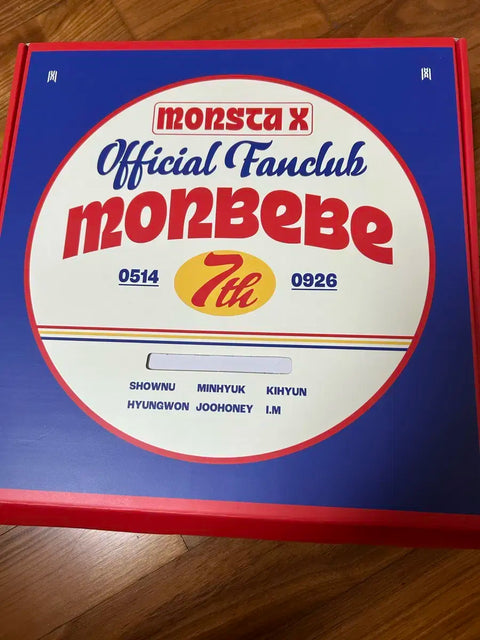 MONSTA X
Official Fanclub
MONBEBE
0514 7th 0926
SHOWNU MINHYUK KIHYUN
HYUNGWON JOOHONEY I.M